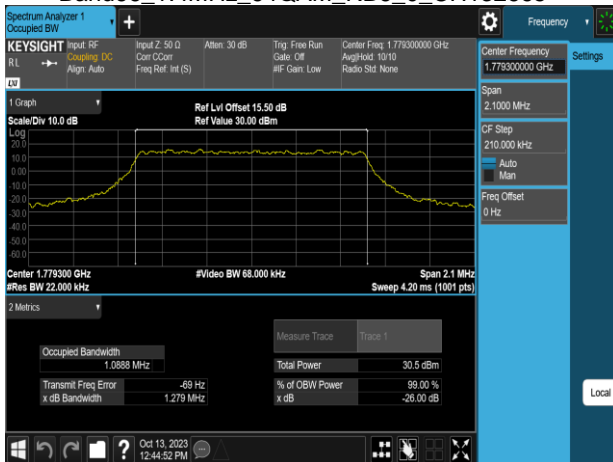 Spectrum Analyzer 1
Occupied BW
Frequency
KEYSIGHT
RL
LXI
Input: RF
Coupling: DC
Align: Auto
Input Z: 50 Ω
Corr CCorr
Freq Ref: Int (S)
Atten: 30 dB
Trig: Free Run
Gate: Off
#IF Gain: Low
Center Freq: 1.779300000 GHz
Avg|Hold: 10/10
Radio Std: None
Center Frequency
1.779300000 GHz
Settings
Span
2.1000 MHz
CF Step
210.000 kHz
Auto
Man
Freq Offset
0 Hz
1 Graph
Scale/Div 10.0 dB
Ref Lvl Offset 15.50 dB
Ref Value 30.00 dBm
Log
20.0
10.0
0.00
-10.0
-20.0
-30.0
-40.0
-50.0
-60.0
Center 1.779300 GHz
#Res BW 22.000 kHz
#Video BW 68.000 kHz
Span 2.1 MHz
Sweep 4.20 ms (1001 pts)
2 Metrics
Measure Trace
Trace 1
Occupied Bandwidth
1.0888 MHz
Total Power
30.5 dBm
Transmit Freq Error
-69 Hz
% of OBW Power
99.00 %
x dB Bandwidth
1.279 MHz
x dB
-26.00 dB
Local
?
Oct 13, 2023
12:44:52 PM